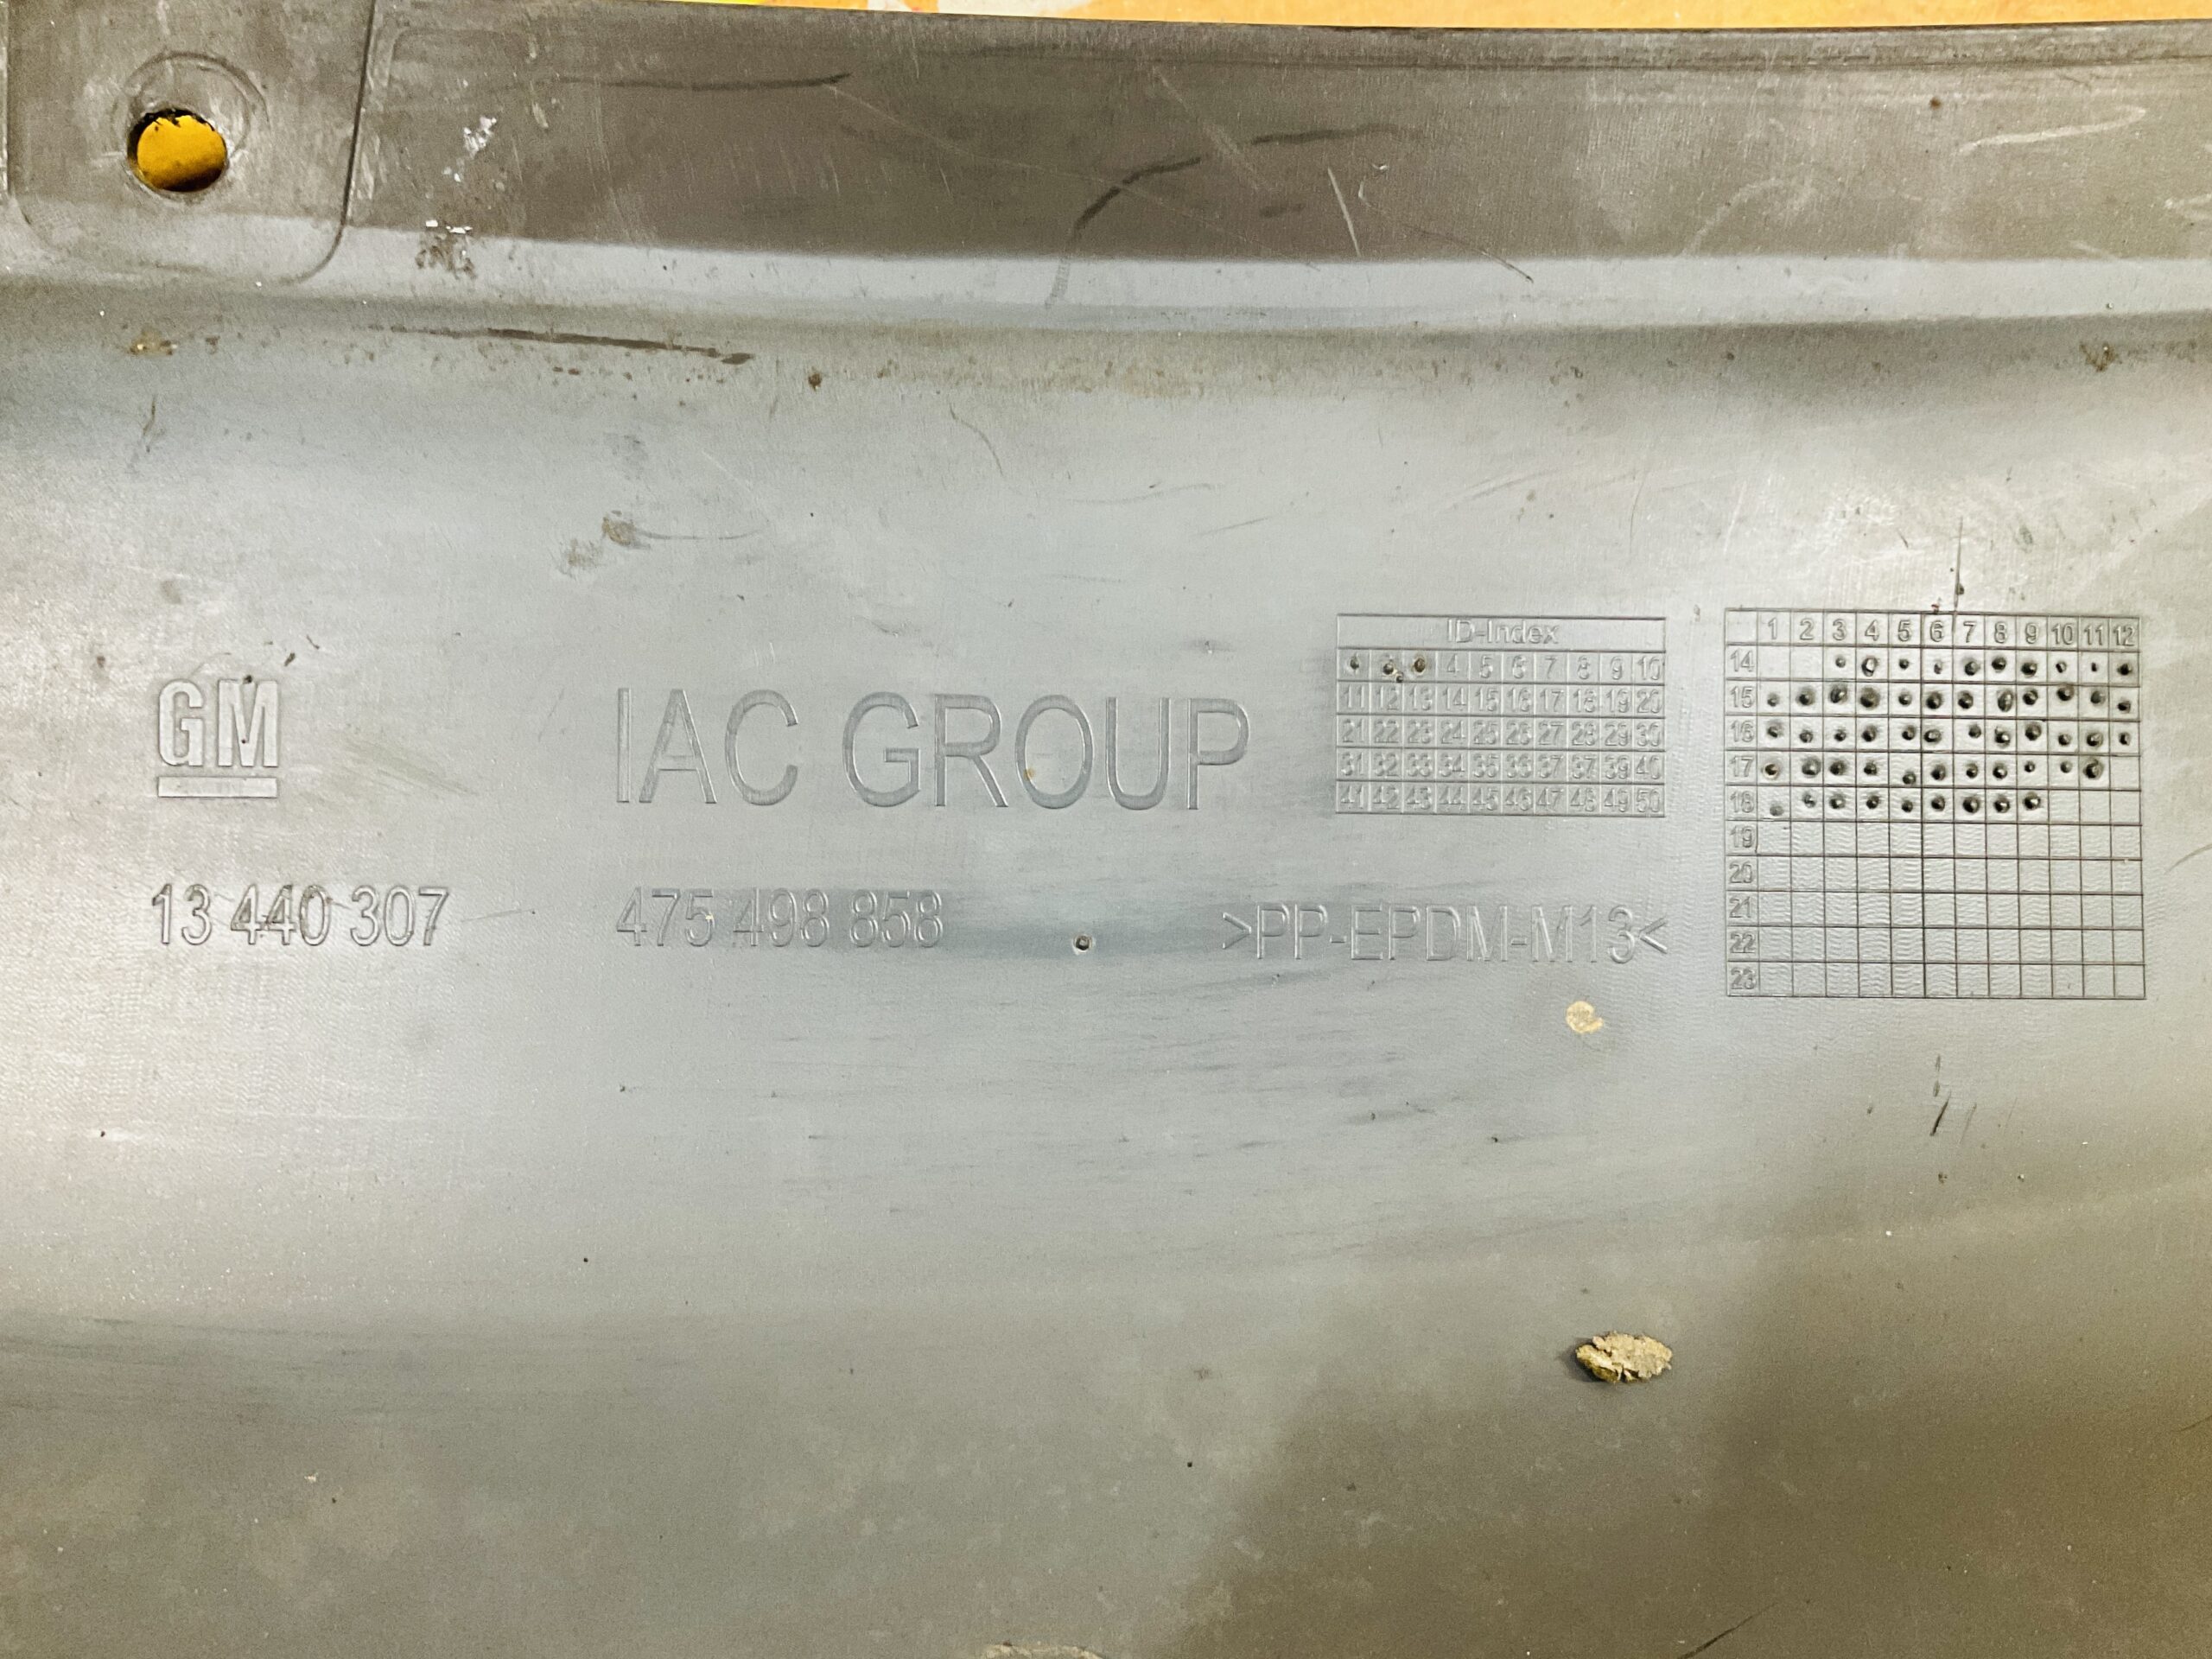 GM
13 440 307
IAC GROUP
475 498 858
>PP-EPDM-M13<
ID-Index
4 5 6 7 8 9 10
11 12 13 14 15 16 17 18 19 20
21 22 23 24 25 26 27 28 29 30
31 32 33 34 35 36 37 37 39 40
41 42 43 44 45 46 47 48 49 50
1 2 3 4 5 6 7 8 9 10 11 12
14
15
16
17
18
19
20
21
22
23